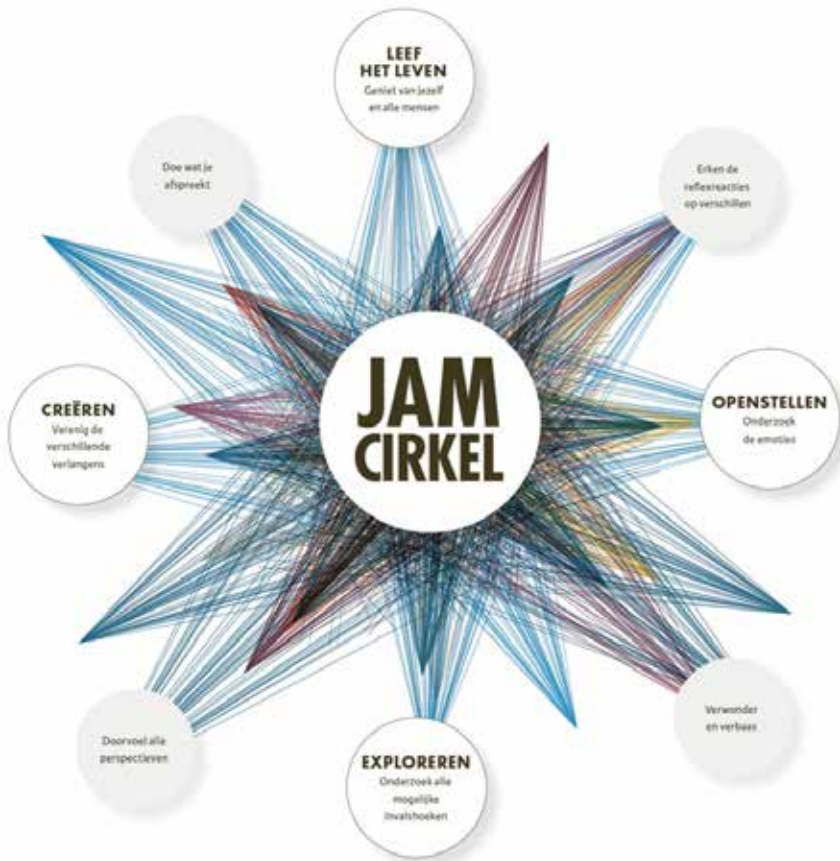 LEEF
HET LEVEN
Geniet van jezelf
en alle mensen
Doe wat je
afspreekt
Erken de
reflexreacties
op verschillen
JAM
CIRKEL
CREËREN
Verenig de
verschillende
verlangens
OPENSTELLEN
Onderzoek
de emoties
Doorvoel alle
perspectieven
EXPLOREREN
Onderzoek alle
mogelijke
invalshoeken
Verwonder
en verbaas